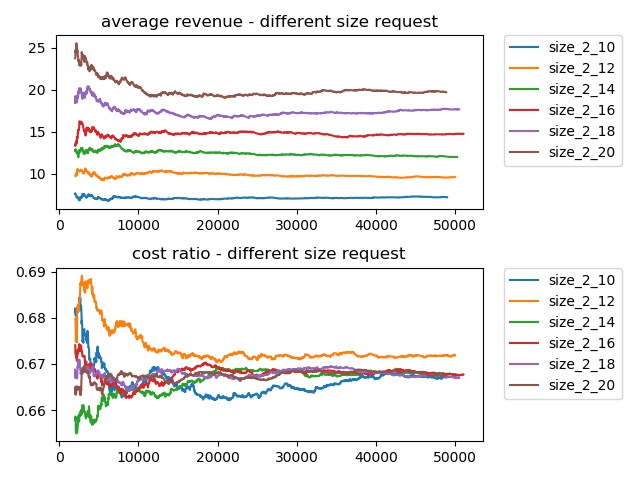 average revenue - different size request
25
20
15
10
0 10000 20000 30000 40000 50000
size_2_10
size_2_12
size_2_14
size_2_16
size_2_18
size_2_20
cost ratio - different size request
0.69
0.68
0.67
0.66
0 10000 20000 30000 40000 50000
size_2_10
size_2_12
size_2_14
size_2_16
size_2_18
size_2_20